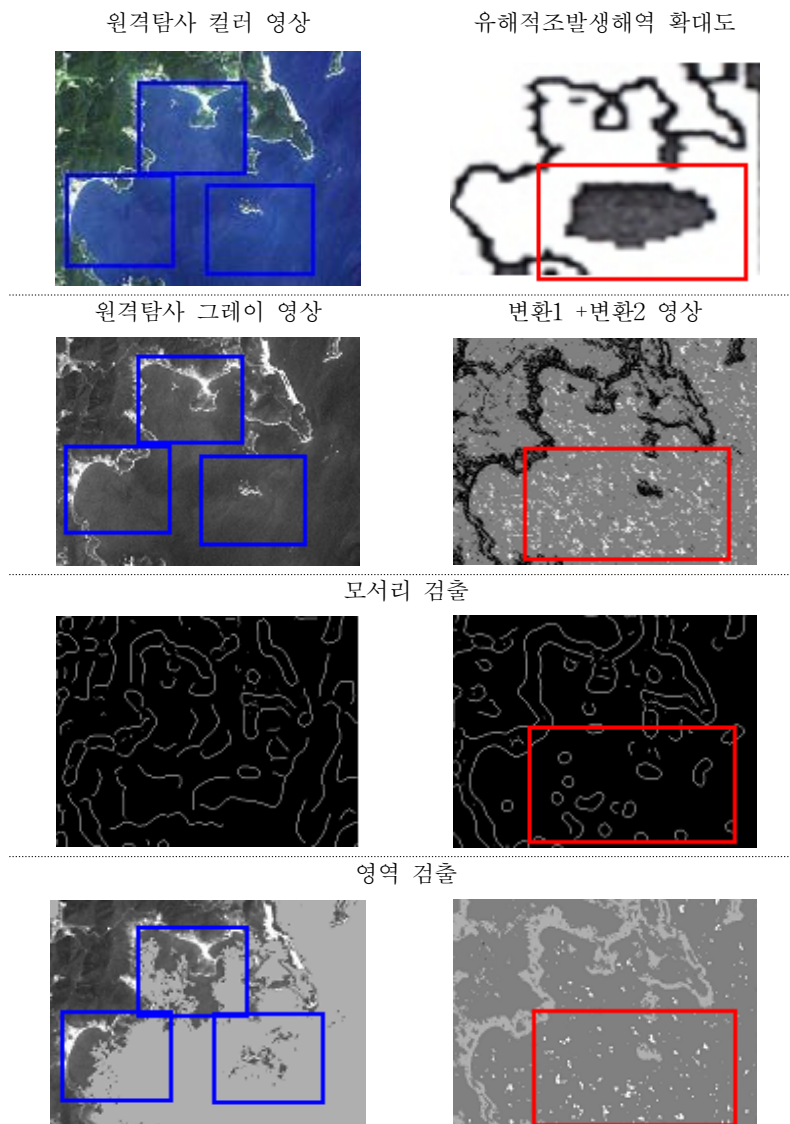 원격탐사 컬러 영상
유해적조발생해역 확대도
원격탐사 그레이 영상
변환1 +변환2 영상
모서리 검출
영역 검출